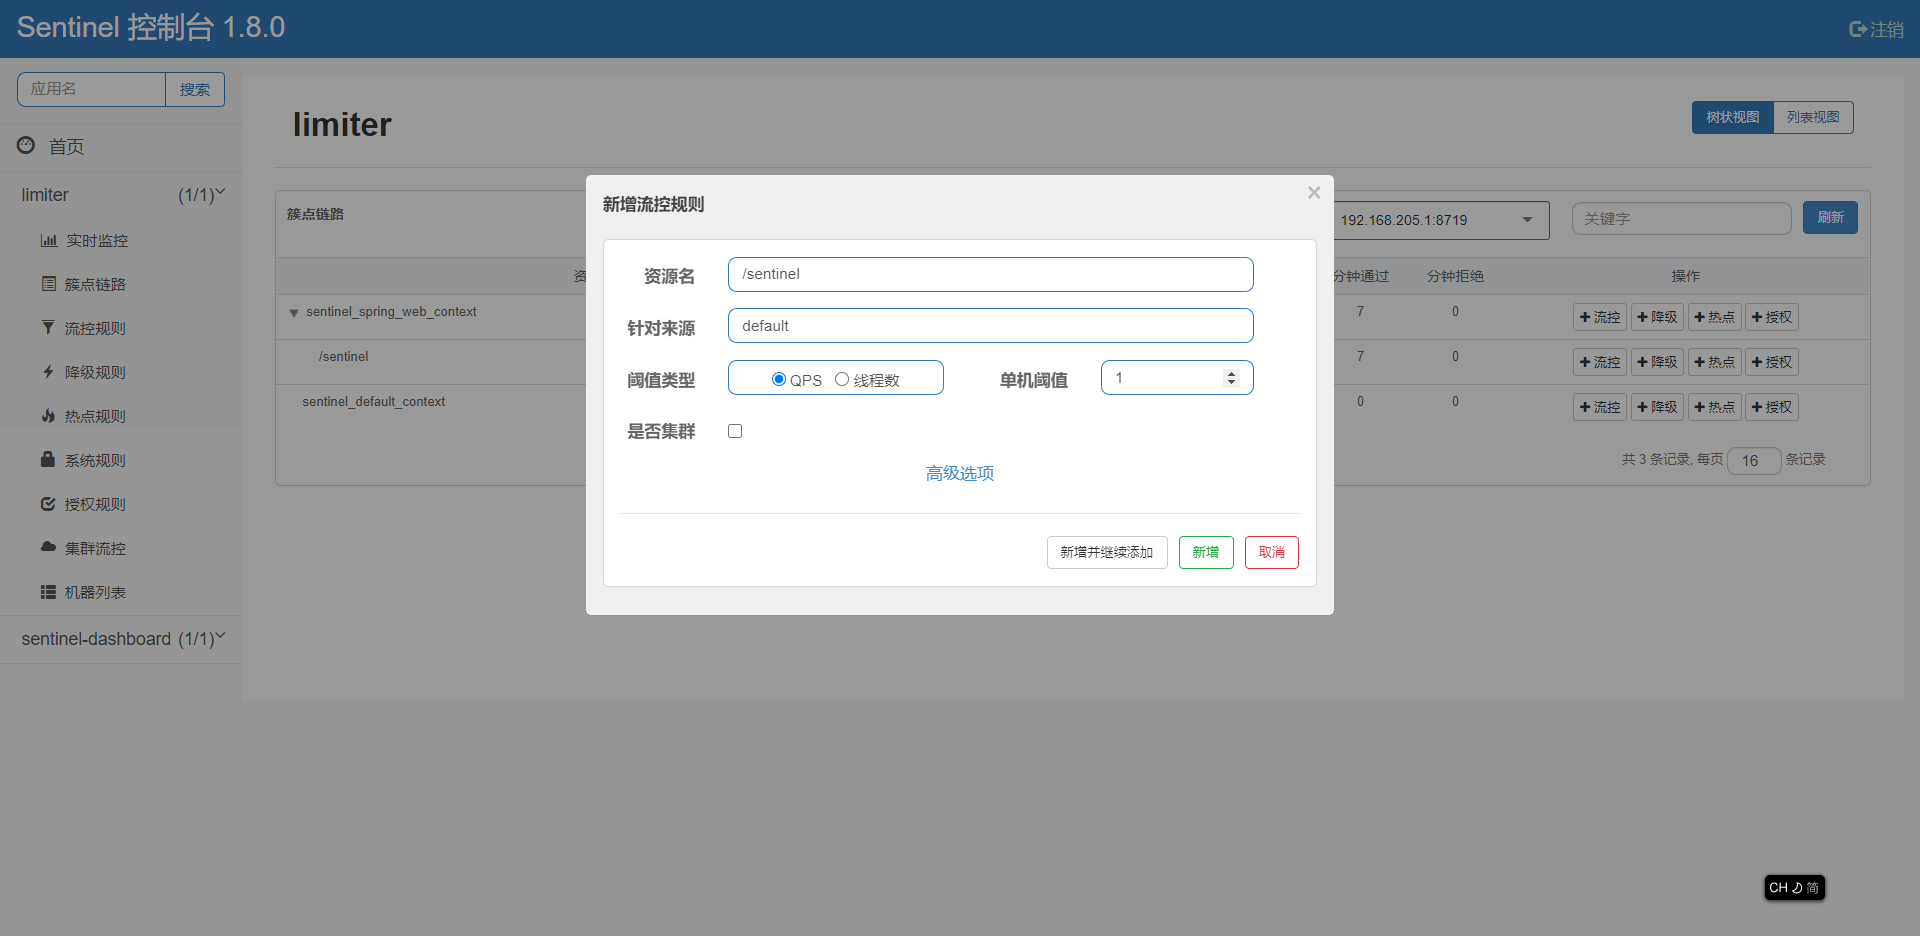 Sentinel 控制台 1.8.0
注销
应用名
搜索
首页
limiter (1/1)
实时监控
簇点链路
流控规则
降级规则
热点规则
系统规则
授权规则
集群流控
机器列表
sentinel-dashboard (1/1)
limiter
树状视图
列表视图
簇点链路
192.168.205.1:8719
关键字
刷新
分钟通过 分钟拒绝 操作
sentinel_spring_web_context 7 0 流控 降级 热点 授权
/sentinel 7 0 流控 降级 热点 授权
sentinel_default_context 0 0 流控 降级 热点 授权
共 3 条记录, 每页 16 条记录
新增流控规则
×
资源名 /sentinel
针对来源 default
阈值类型 QPS 线程数 单机阈值 1
是否集群
高级选项
新增并继续添加 新增 取消
CH 简